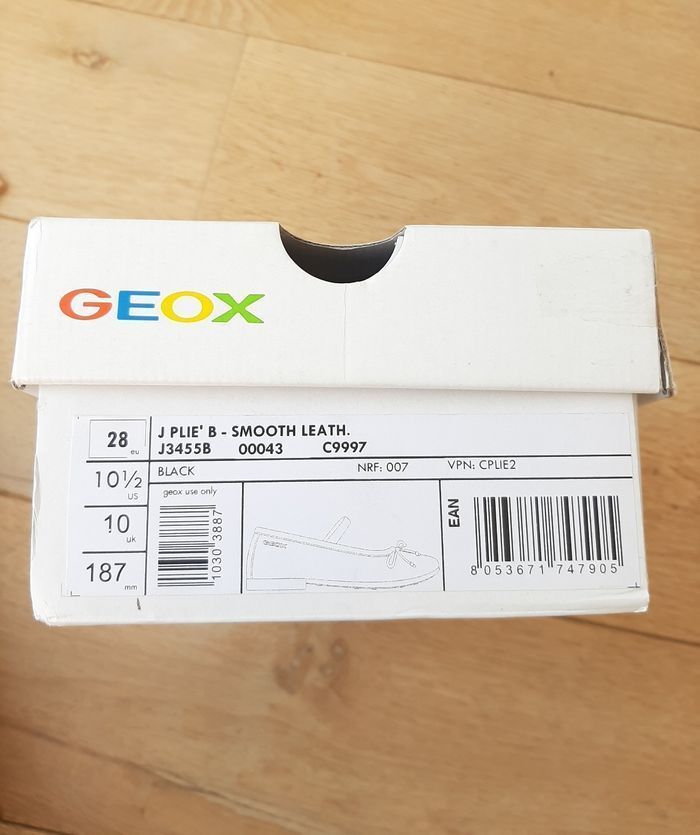 GEOX
28 eu
J PLIE' B - SMOOTH LEATH.
J3455B 00043 C9997
10½ US
BLACK NRF: 007 VPN: CPLIE2
geox use only
10 uk
187 mm
1030 3887
GEOX
EAN
8 053671 747905